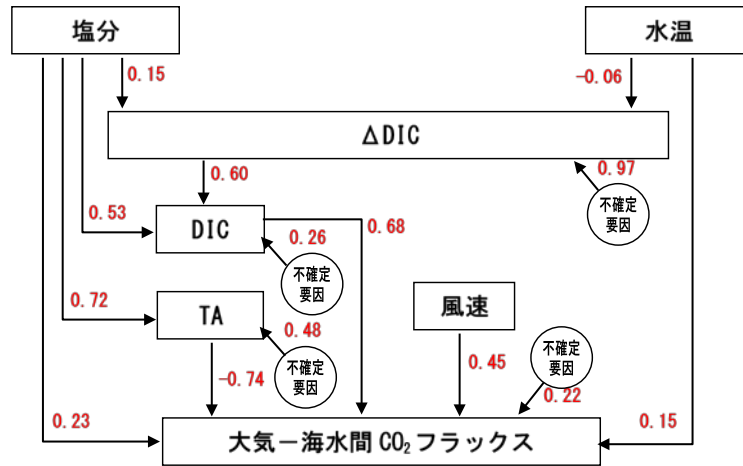 塩分
水温
0.15
-0.06
ΔDIC
0.60
0.97
不確定
要因
0.53
DIC
0.26
0.68
不確定
要因
0.72
TA
0.48
不確定
要因
風速
-0.74
0.45
不確定
要因
0.22
0.23
大気－海水間 CO₂ フラックス
0.15